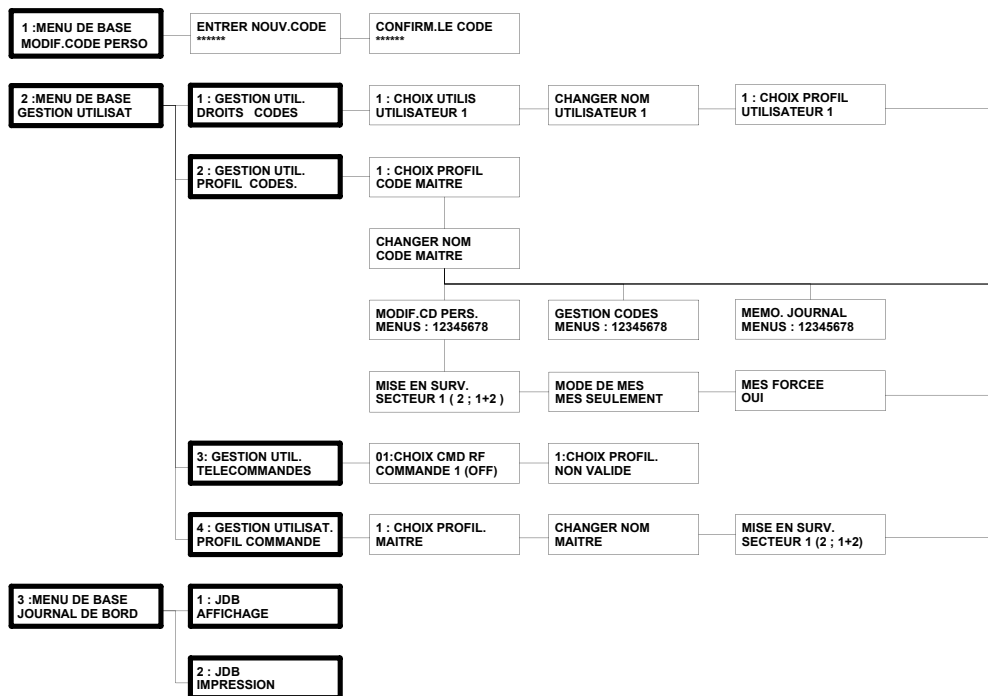 1 :MENU DE BASE
MODIF.CODE PERSO
ENTRER NOUV.CODE
******
CONFIRM.LE CODE
******
2 :MENU DE BASE
GESTION UTILISAT
1 : GESTION UTIL.
DROITS CODES
1 : CHOIX UTILIS
UTILISATEUR 1
CHANGER NOM
UTILISATEUR 1
1 : CHOIX PROFIL
UTILISATEUR 1
2 : GESTION UTIL.
PROFIL CODES.
1 : CHOIX PROFIL
CODE MAITRE
CHANGER NOM
CODE MAITRE
MODIF.CD PERS.
MENUS : 12345678
GESTION CODES
MENUS : 12345678
MEMO. JOURNAL
MENUS : 12345678
MISE EN SURV.
SECTEUR 1 ( 2 ; 1+2 )
MODE DE MES
MES SEULEMENT
MES FORCEE
OUI
3: GESTION UTIL.
TELECOMMANDES
01:CHOIX CMD RF
COMMANDE 1 (OFF)
1:CHOIX PROFIL.
NON VALIDE
4 : GESTION UTILISAT.
PROFIL COMMANDE
1 : CHOIX PROFIL.
MAITRE
CHANGER NOM
MAITRE
MISE EN SURV.
SECTEUR 1 (2 ; 1+2)
3 :MENU DE BASE
JOURNAL DE BORD
1 : JDB
AFFICHAGE
2 : JDB
IMPRESSION